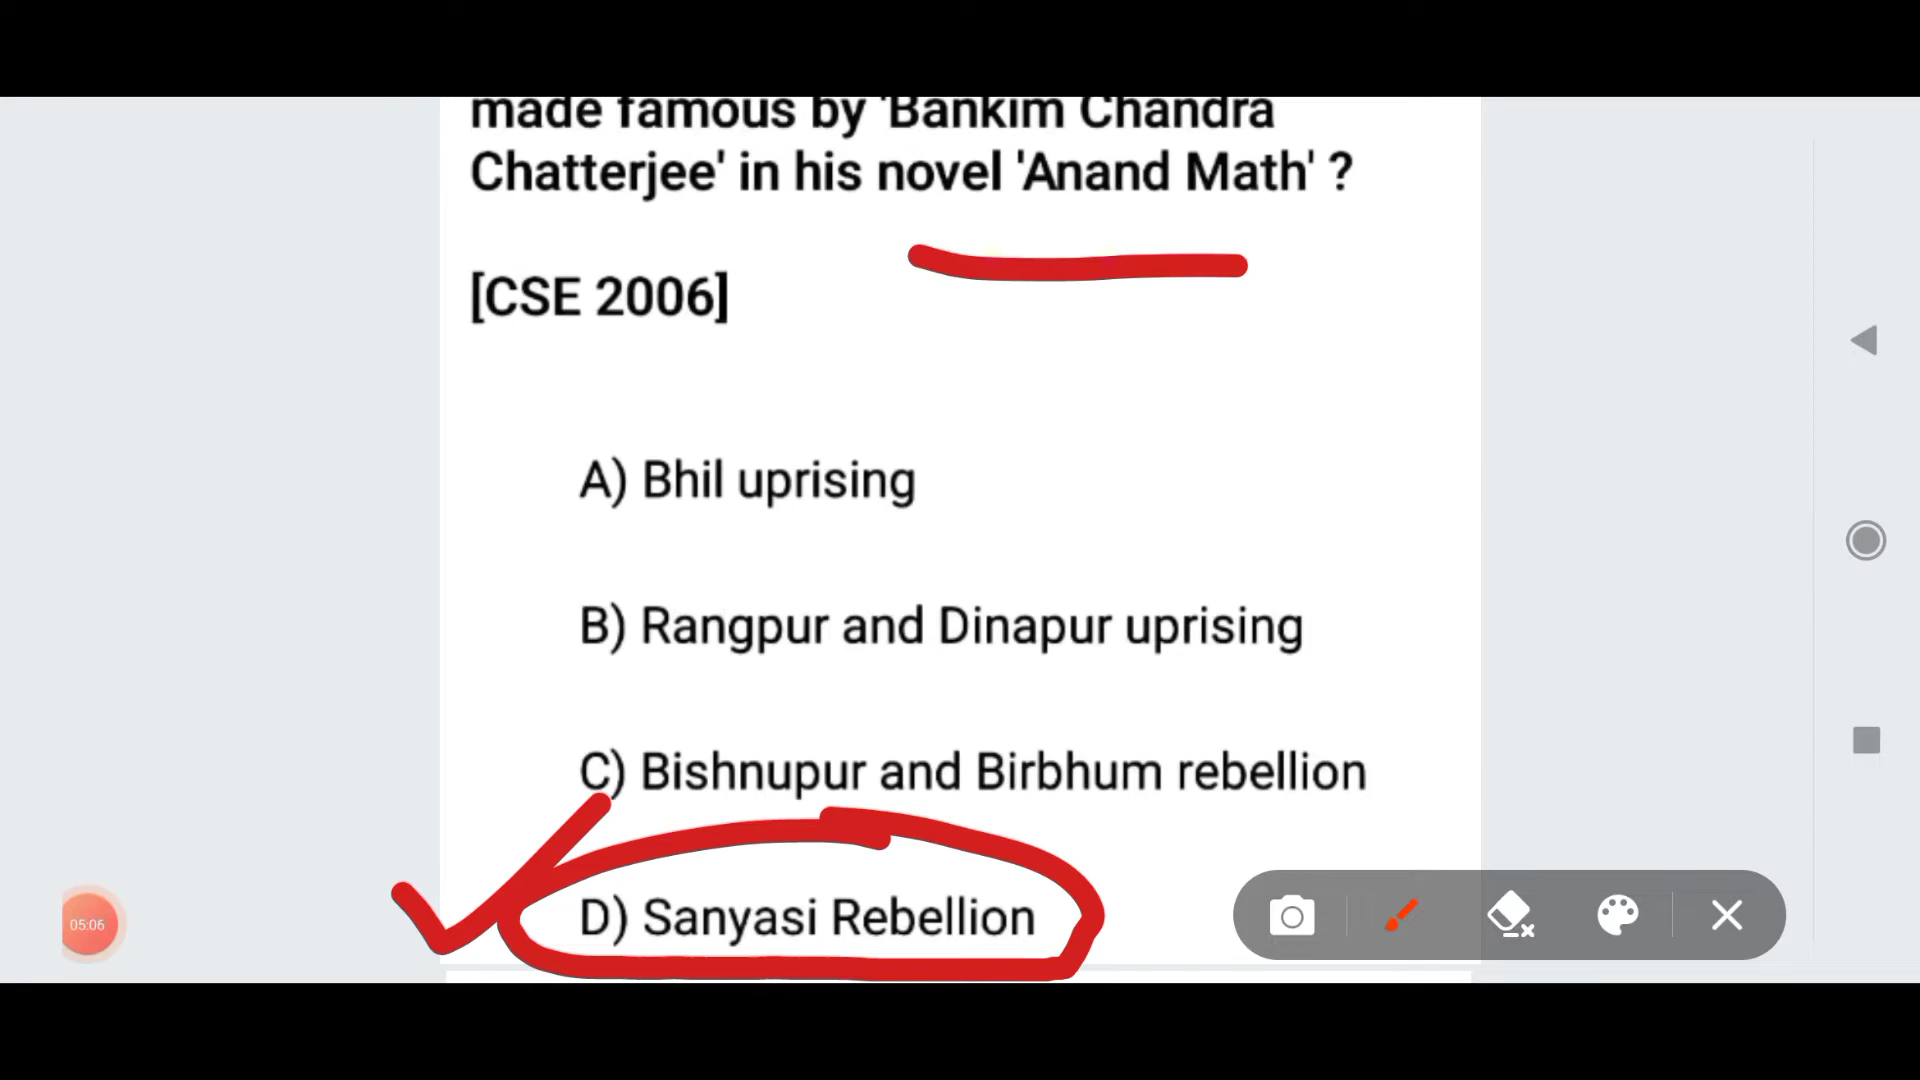 made famous by 'Bankim Chandra
Chatterjee' in his novel 'Anand Math' ?
[CSE 2006]
A) Bhil uprising
B) Rangpur and Dinapur uprising
C) Bishnupur and Birbhum rebellion
D) Sanyasi Rebellion
05:06